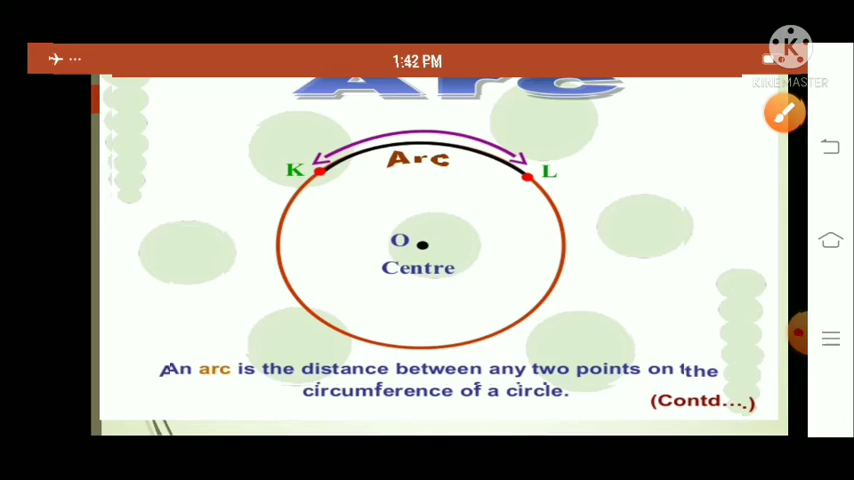 1:42 PM
K
KINEMASTER
Arc
K
Arc
L
O
Centre
An arc is the distance between any two points on the
circumference of a circle.
(Contd....)